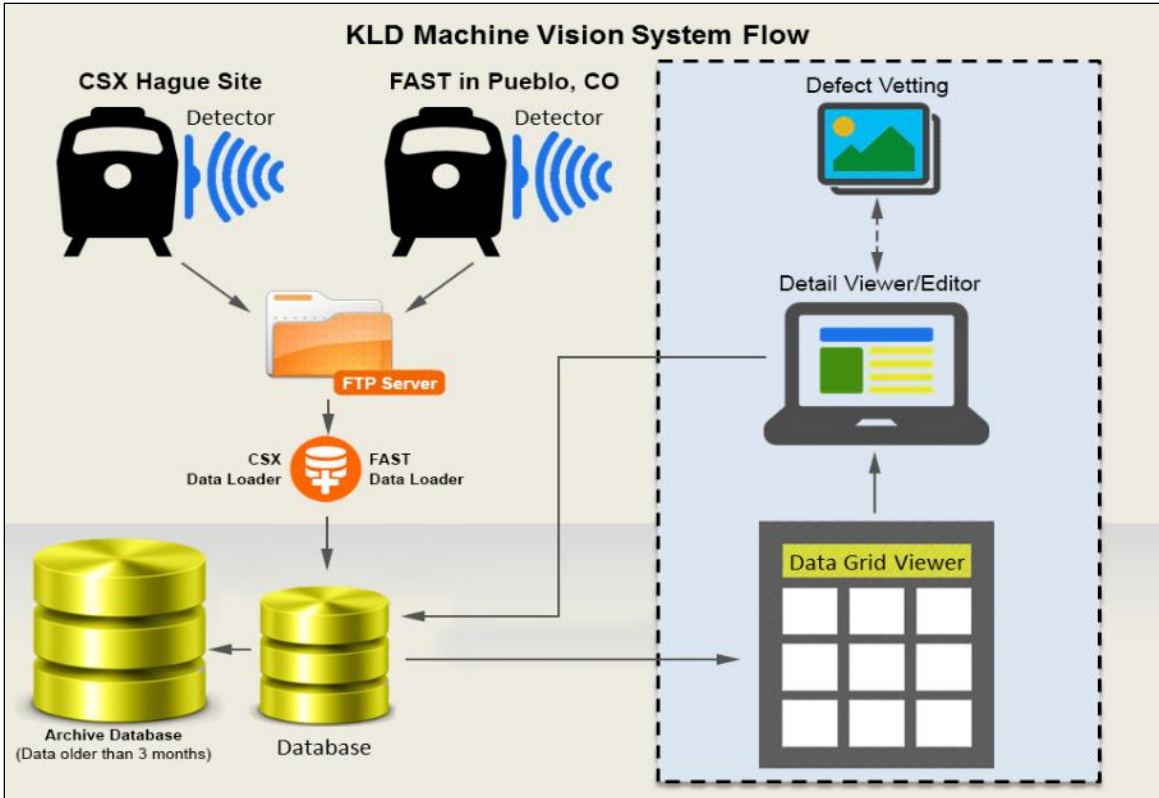 KLD Machine Vision System Flow
CSX Hague Site
Detector
FAST in Pueblo, CO
Detector
FTP Server
CSX
Data Loader
FAST
Data Loader
Archive Database
(Data older than 3 months)
Database
Defect Vetting
Detail Viewer/Editor
Data Grid Viewer